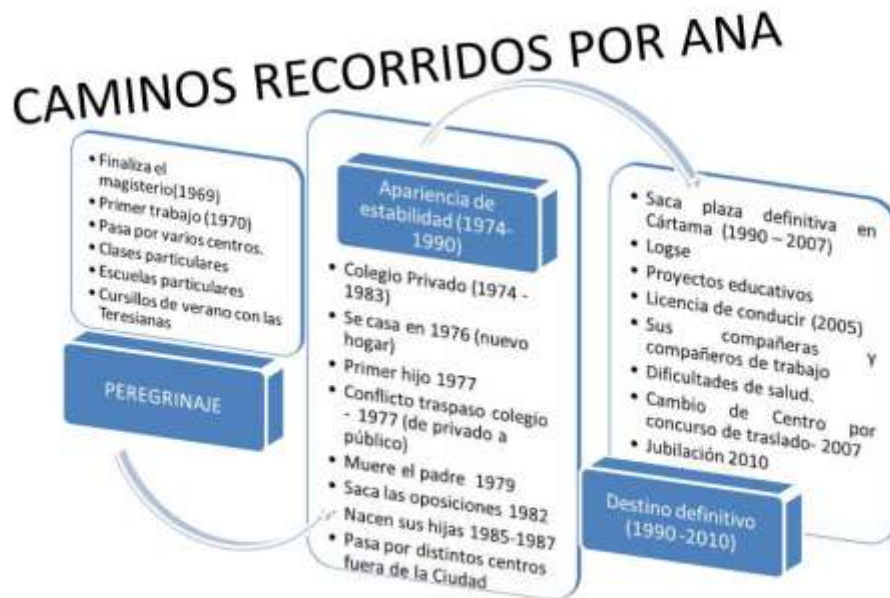 CAMINOS RECORRIDOS POR ANA
• Finaliza el
magisterio(1969)
• Primer trabajo (1970)
• Pasa por varios centros.
• Clases particulares
• Escuelas particulares
• Cursillos de verano con las
Teresianas
PEREGRINAJE
Apariencia de
estabilidad (1974-
1990)
• Colegio Privado (1974 -
1983)
• Se casa en 1976 (nuevo
hogar)
• Primer hijo 1977
• Conflicto traspaso colegio
- 1977 (de privado a
público)
• Muere el padre 1979
• Saca las oposiciones 1982
• Nacen sus hijas 1985-1987
• Pasa por distintos centros
fuera de la Ciudad
• Saca plaza definitiva en
Cártama (1990 – 2007)
• Logse
• Proyectos educativos
• Licencia de conducir (2005)
• Sus compañeras y
compañeros de trabajo
• Dificultades de salud.
• Cambio de Centro por
concurso de traslado- 2007
• Jubilación 2010
Destino definitivo
(1990 -2010)